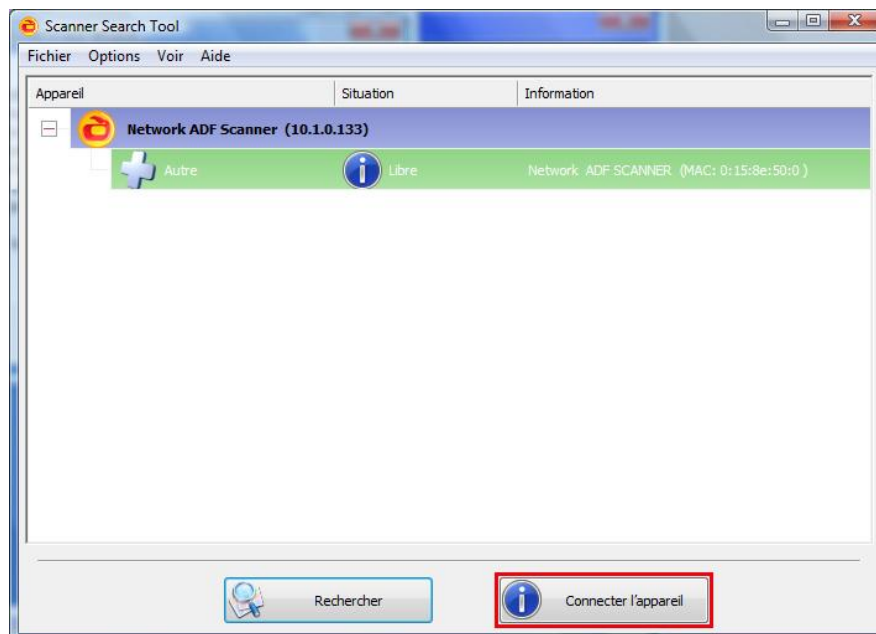 Scanner Search Tool
Fichier Options Voir Aide
Appareil Situation Information
Network ADF Scanner (10.1.0.133)
Autre Libre Network ADF SCANNER (MAC: 0:15:8e:50:0 )
Rechercher Connecter l'appareil